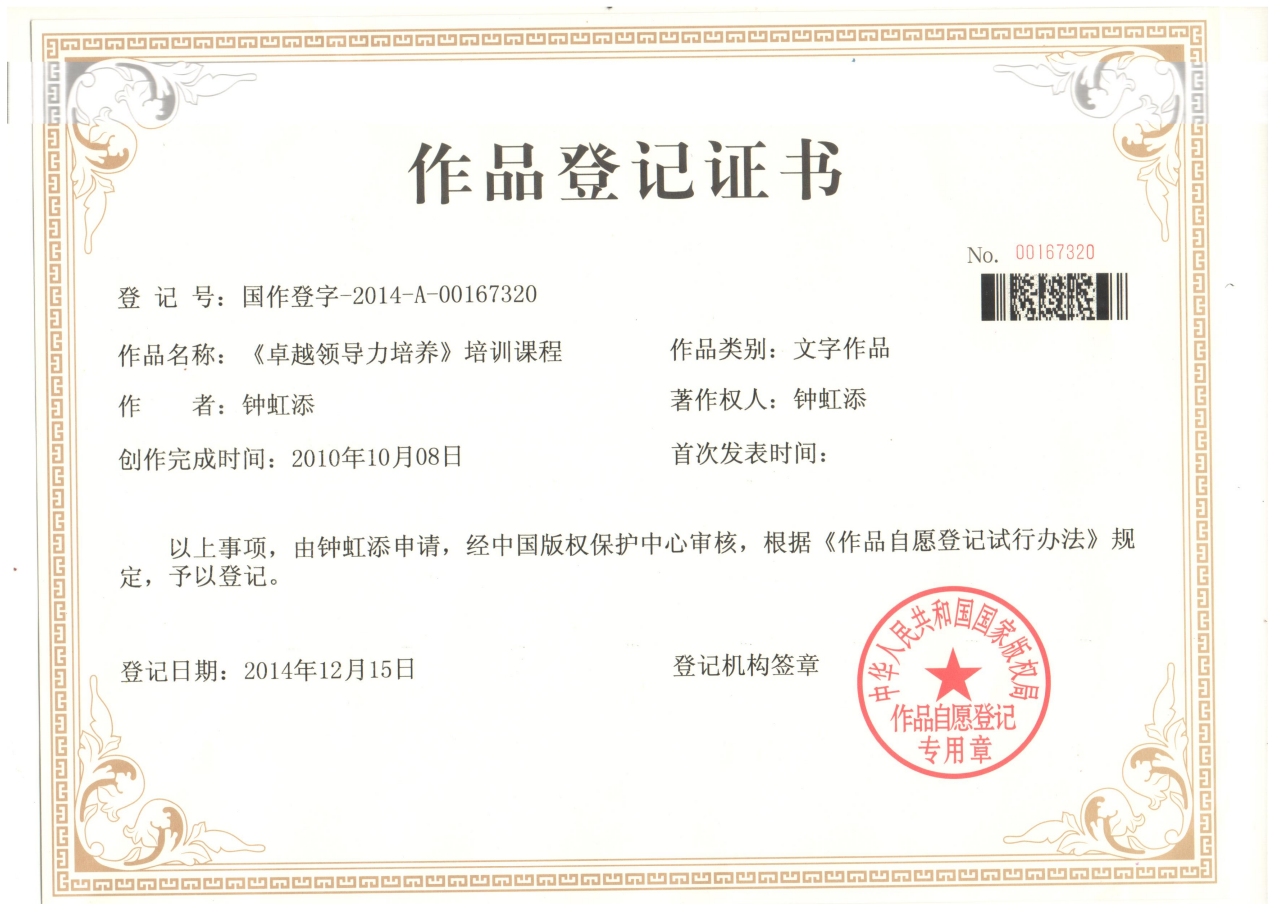 作品登记证书
No. 00167320
登 记 号：国作登字-2014-A-00167320
作品名称：《卓越领导力培养》培训课程
作品类别：文字作品
作 者：钟虹添
著作权人：钟虹添
创作完成时间：2010年10月08日
首次发表时间：
以上事项，由钟虹添申请，经中国版权保护中心审核，根据《作品自愿登记试行办法》规
定，予以登记。
登记日期：2014年12月15日
登记机构签章
中华人民共和国国家版权局
作品自愿登记
专用章